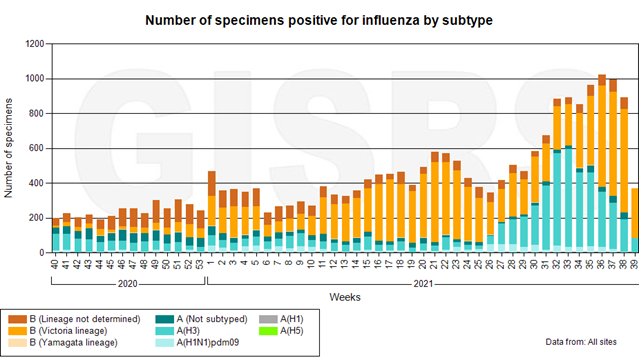 Number of specimens positive for influenza by subtype
GISRS
Number of specimens
1200
1000
800
600
400
200
0
40 41 42 43 44 45 46 47 48 49 50 51 52 53 1 2 3 4 5 6 7 8 9 10 11 12 13 14 15 16 17 18 19 20 21 22 23 24 25 26 27 28 29 30 31 32 33 34 35 36 37 38 39
2020 2021
Weeks
B (Lineage not determined) A (Not subtyped) A(H1)
B (Victoria lineage) A(H3) A(H5)
B (Yamagata lineage) A(H1N1)pdm09
Data from: All sites